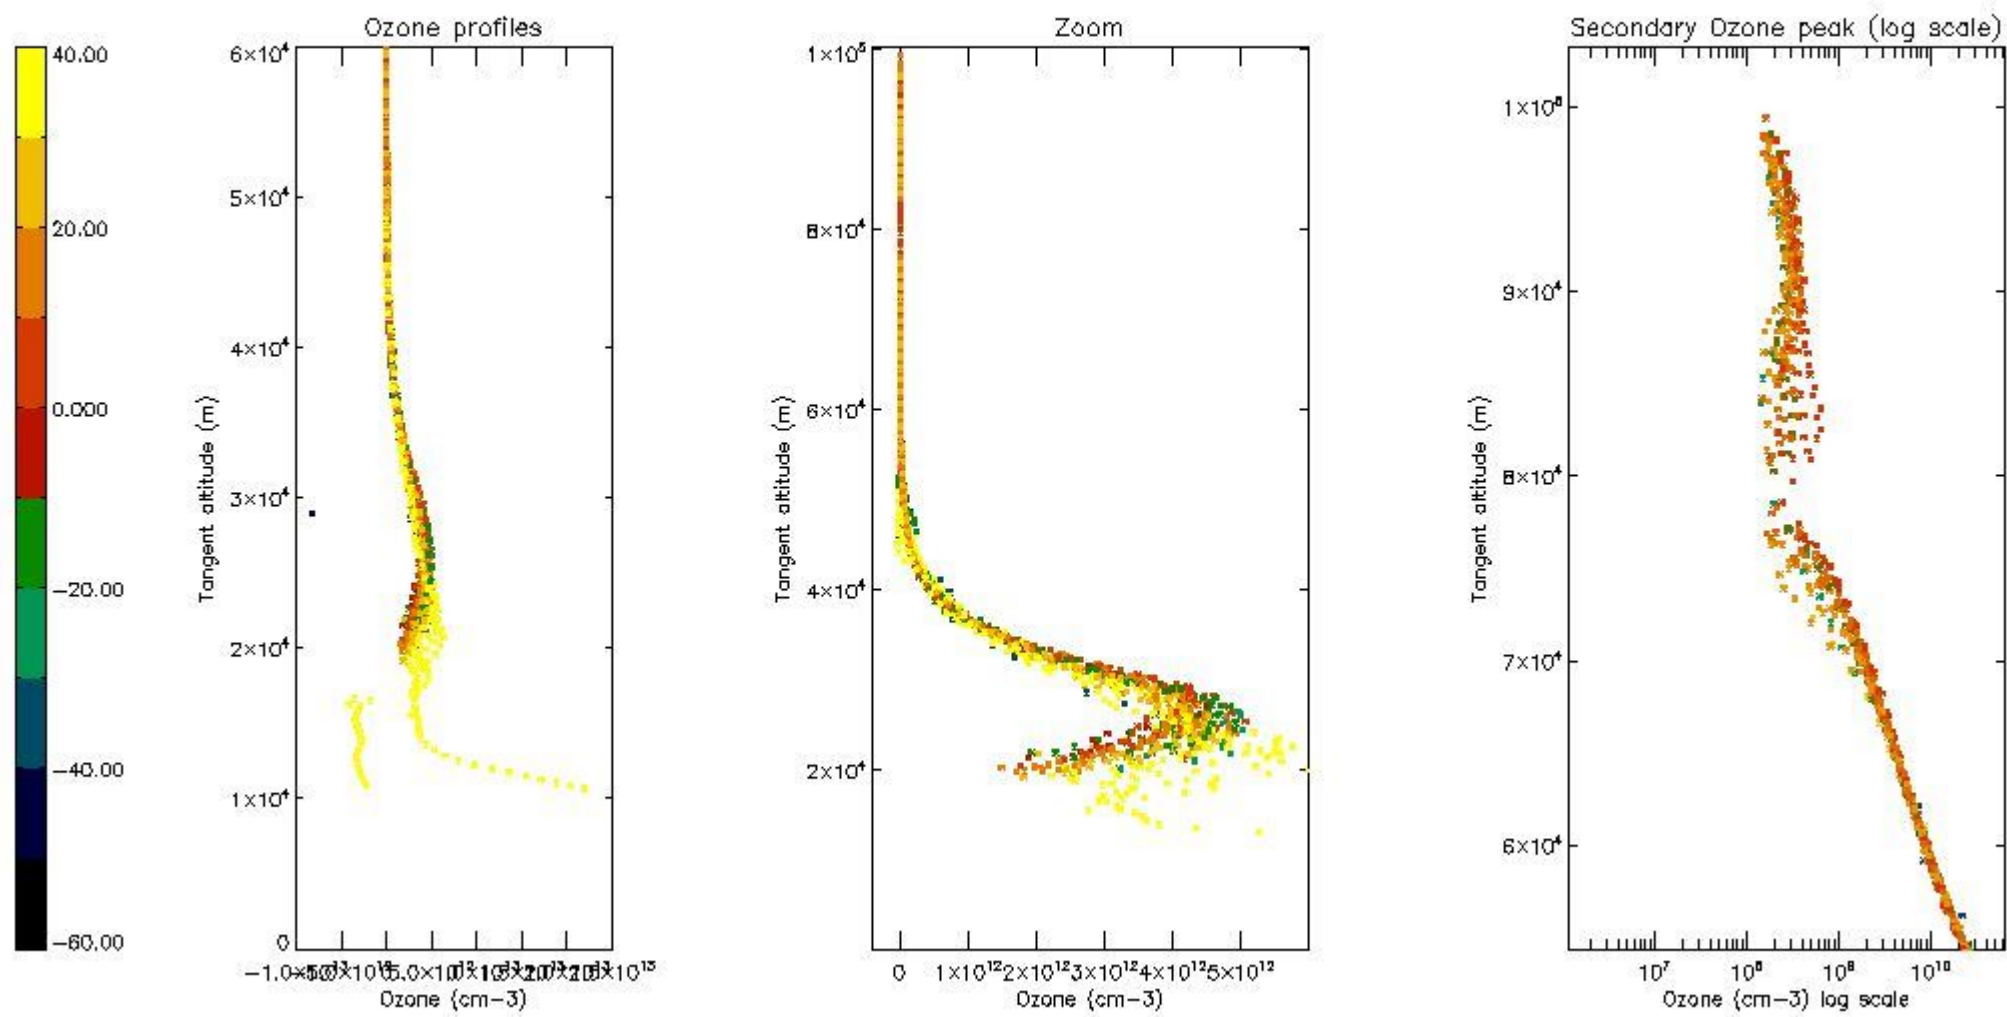 Ozone profiles
Zoom
Secondary Ozone peak (log scale)
40.00
20.00
0.000
−20.00
−40.00
−60.00
6×10⁴
5×10⁴
4×10⁴
3×10⁴
2×10⁴
1×10⁴
0
Tangent altitude (m)
Ozone (cm−3)
1×10⁵
8×10⁴
6×10⁴
4×10⁴
2×10⁴
Tangent altitude (m)
0 1×10¹² 2×10¹² 3×10¹² 4×10¹² 5×10¹²
Ozone (cm−3)
9×10⁴
8×10⁴
7×10⁴
6×10⁴
Tangent altitude (m)
10⁷ 10⁸ 10⁹ 10¹⁰
Ozone (cm−3) log scale